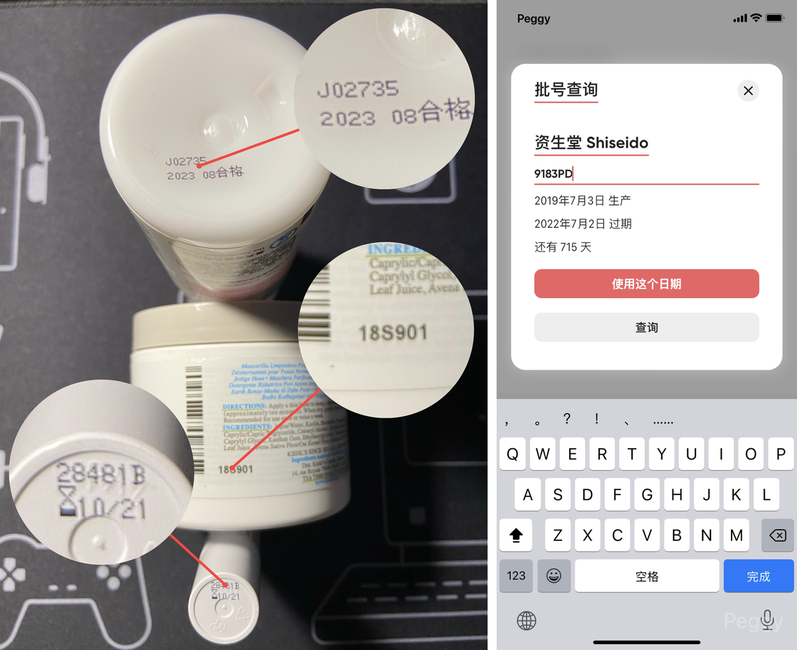 J02735
2023 08合格
J02735
2023 08合格
INGRED
Caprylic/Cap
Caprylyl Glyco
Leaf Juice, Avena
18S901
DIRECTIONS: Apply a
INGREDIENTS:
18S901
28481B
10/21
28481B
10/21
Peggy
批号查询
资生堂 Shiseido
9183PD
2019年7月3日 生产
2022年7月2日 过期
还有 715 天
使用这个日期
查询
， 。 ？ ！ 、 ……
Q W E R T Y U I O P
A S D F G H J K L
Z X C V B N M
123 空格 完成
Peggy